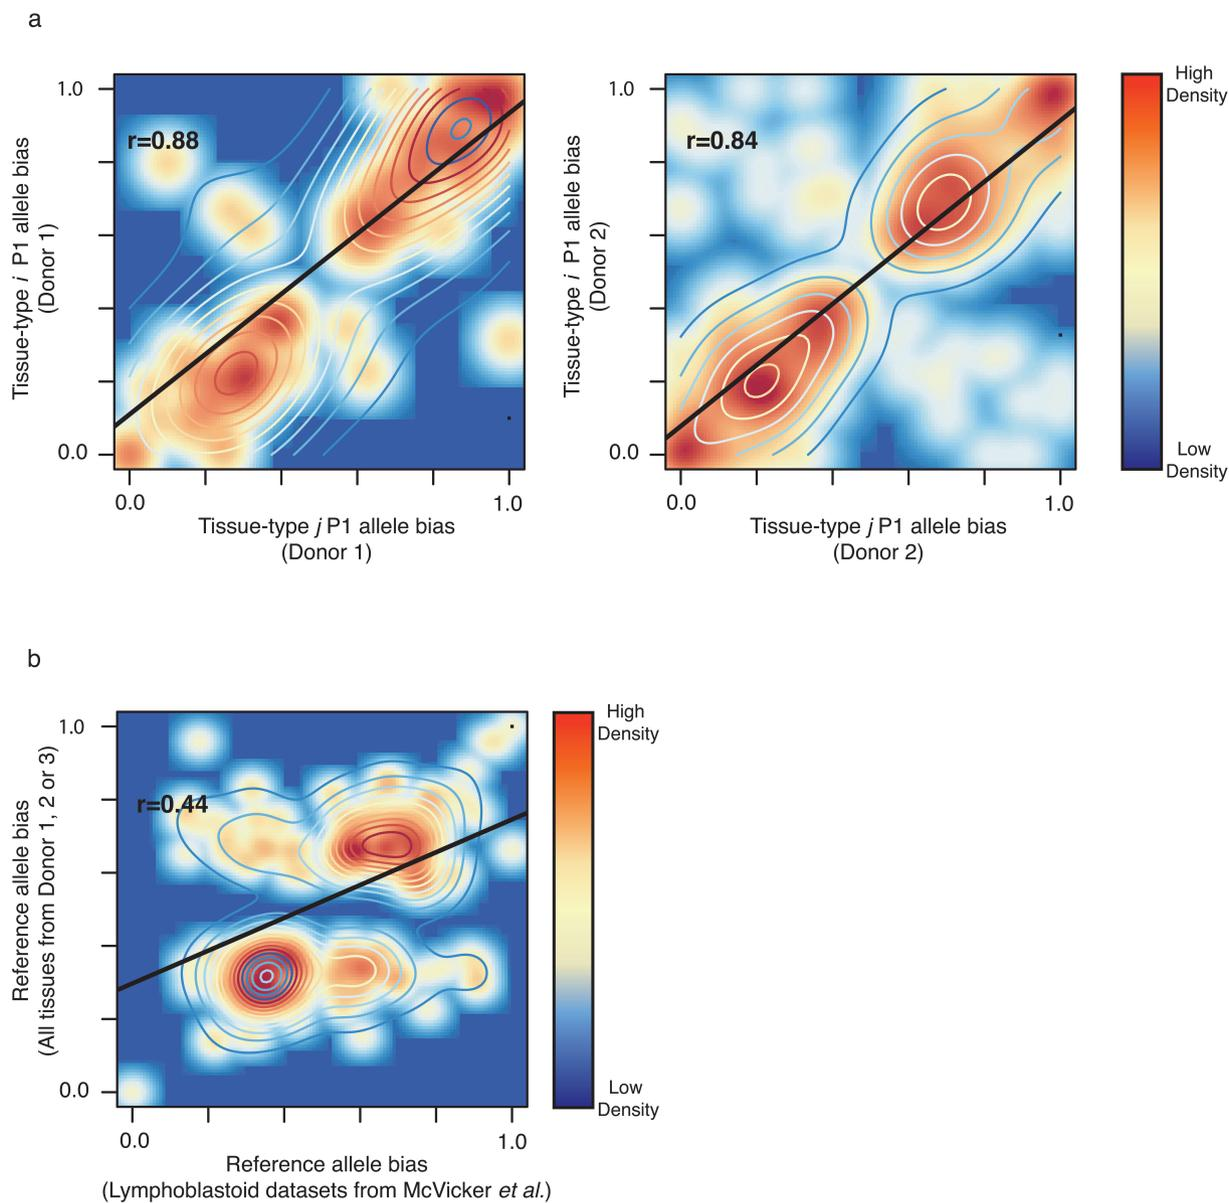 a
1.0
r=0.88
0.0
0.0
1.0
Tissue-type i P1 allele bias
(Donor 1)
Tissue-type j P1 allele bias
(Donor 1)
1.0
r=0.84
0.0
0.0
1.0
Tissue-type i P1 allele bias
(Donor 2)
Tissue-type j P1 allele bias
(Donor 2)
High
Density
Low
Density
b
1.0
r=0.44
0.0
0.0
1.0
Reference allele bias
(All tissues from Donor 1, 2 or 3)
Reference allele bias
(Lymphoblastoid datasets from McVicker et al.)
High
Density
Low
Density